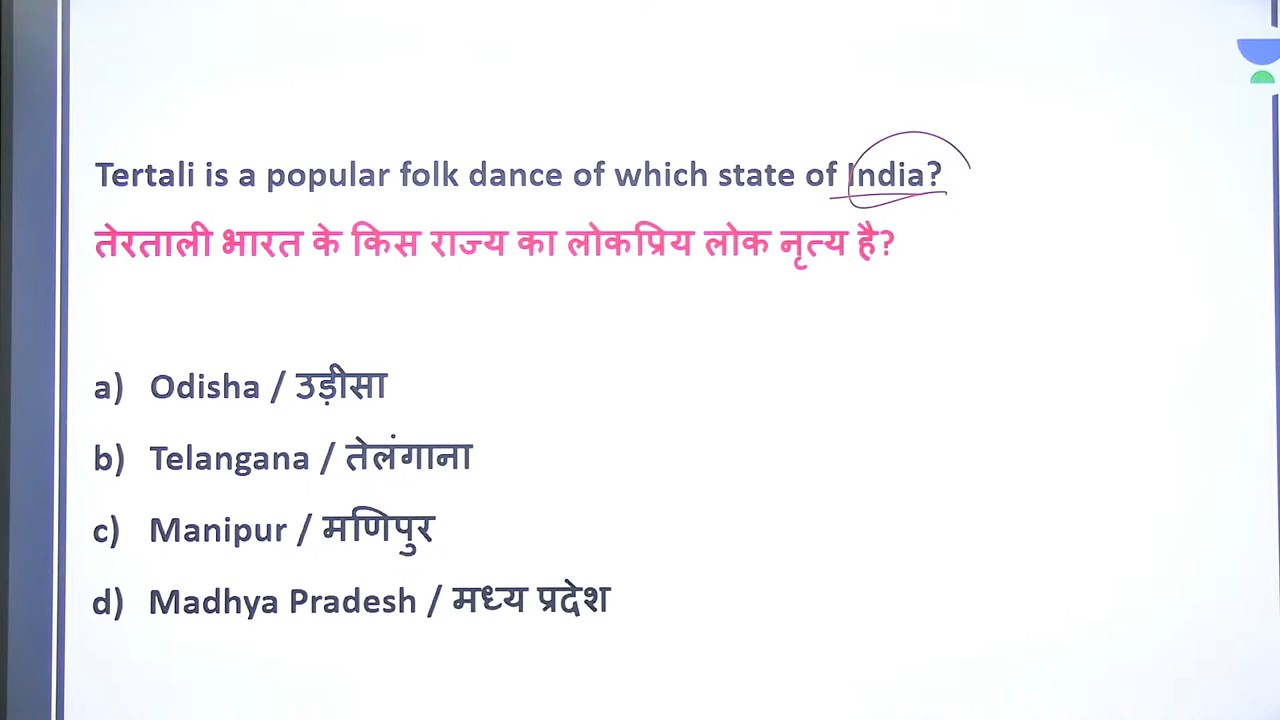 Tertali is a popular folk dance of which state of India?
तेरताली भारत के किस राज्य का लोकप्रिय लोक नृत्य है?
a) Odisha / उड़ीसा
b) Telangana / तेलंगाना
c) Manipur / मणिपुर
d) Madhya Pradesh / मध्य प्रदेश